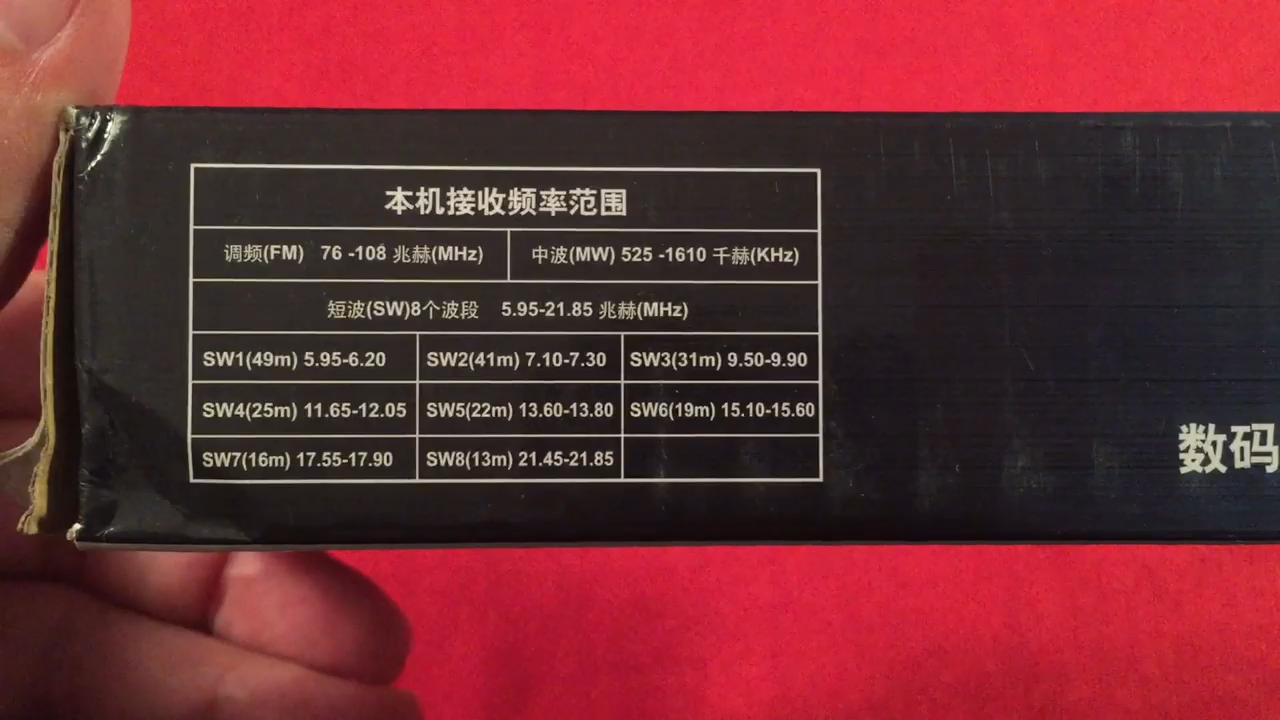 本机接收频率范围
调频(FM) 76 -108 兆赫(MHz) 中波(MW) 525 -1610 千赫(KHz)
短波(SW)8个波段 5.95-21.85 兆赫(MHz)
SW1(49m) 5.95-6.20 SW2(41m) 7.10-7.30 SW3(31m) 9.50-9.90
SW4(25m) 11.65-12.05 SW5(22m) 13.60-13.80 SW6(19m) 15.10-15.60
SW7(16m) 17.55-17.90 SW8(13m) 21.45-21.85
数码